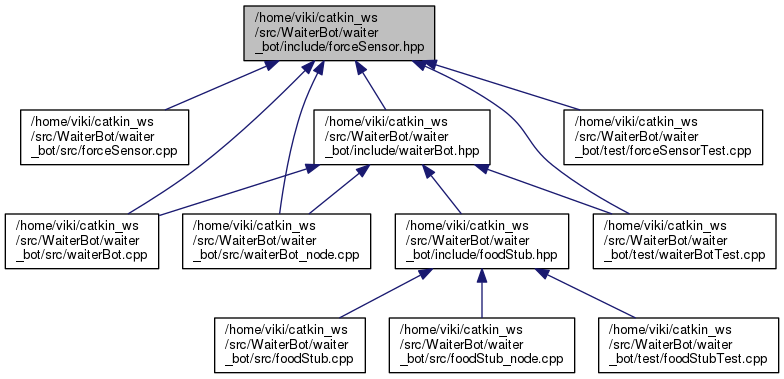 /home/viki/catkin_ws
/src/WaiterBot/waiter
_bot/include/forceSensor.hpp
/home/viki/catkin_ws
/src/WaiterBot/waiter
_bot/src/forceSensor.cpp
/home/viki/catkin_ws
/src/WaiterBot/waiter
_bot/include/waiterBot.hpp
/home/viki/catkin_ws
/src/WaiterBot/waiter
_bot/test/forceSensorTest.cpp
/home/viki/catkin_ws
/src/WaiterBot/waiter
_bot/src/waiterBot.cpp
/home/viki/catkin_ws
/src/WaiterBot/waiter
_bot/src/waiterBot_node.cpp
/home/viki/catkin_ws
/src/WaiterBot/waiter
_bot/include/foodStub.hpp
/home/viki/catkin_ws
/src/WaiterBot/waiter
_bot/test/waiterBotTest.cpp
/home/viki/catkin_ws
/src/WaiterBot/waiter
_bot/src/foodStub.cpp
/home/viki/catkin_ws
/src/WaiterBot/waiter
_bot/src/foodStub_node.cpp
/home/viki/catkin_ws
/src/WaiterBot/waiter
_bot/test/foodStubTest.cpp